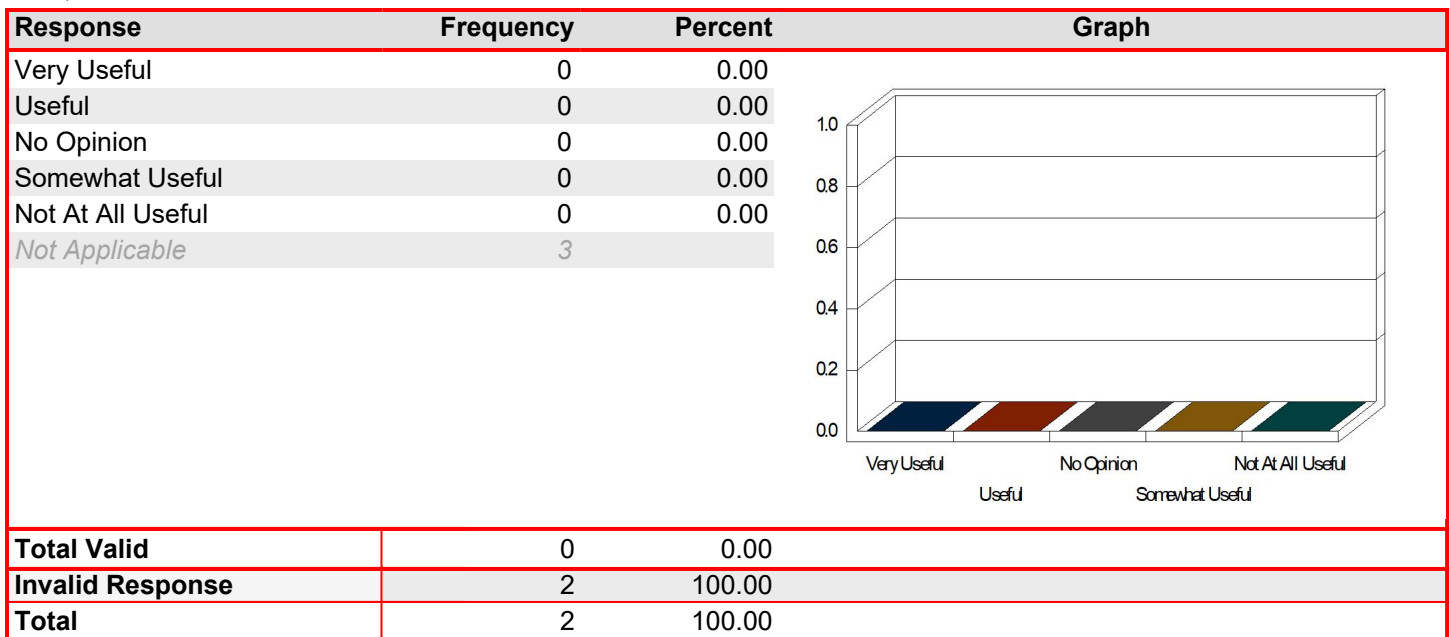 Response Frequency Percent Graph
Very Useful 0 0.00
Useful 0 0.00
No Opinion 0 0.00
Somewhat Useful 0 0.00
Not At All Useful 0 0.00
Not Applicable 3
1.0
0.8
0.6
0.4
0.2
0.0
Very Useful No Opinion Not At All Useful
Useful Somewhat Useful
Total Valid 0 0.00
Invalid Response 2 100.00
Total 2 100.00